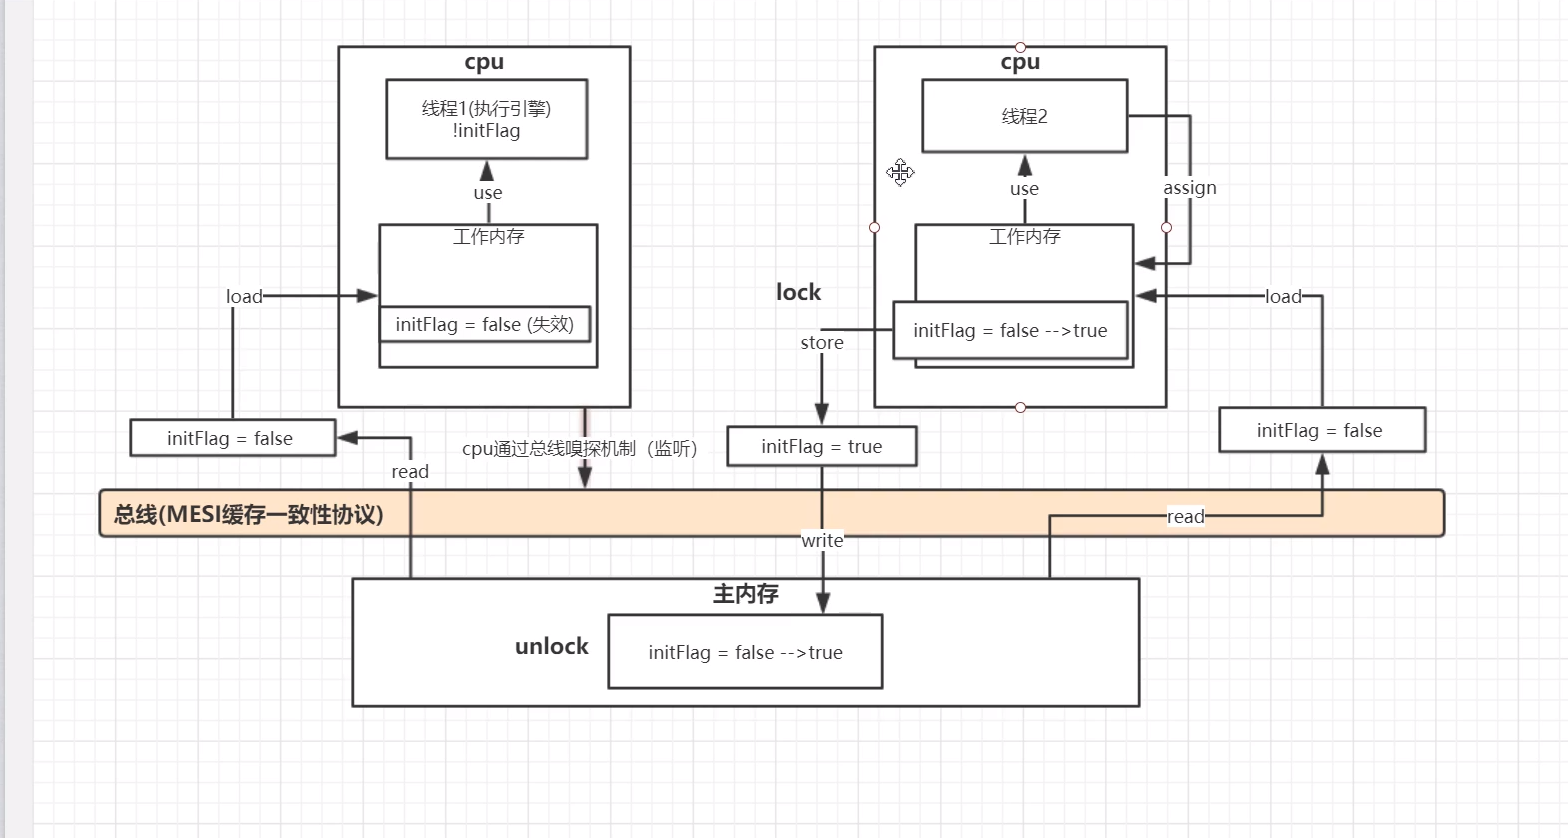 cpu
线程1(执行引擎)
!initFlag
use
工作内存
load
initFlag = false (失效)
initFlag = false
read
cpu通过总线嗅探机制（监听）
cpu
线程2
assign
use
工作内存
lock
load
initFlag = false -->true
store
initFlag = true
initFlag = false
总线(MESI缓存一致性协议)
read
write
主内存
unlock
initFlag = false -->true